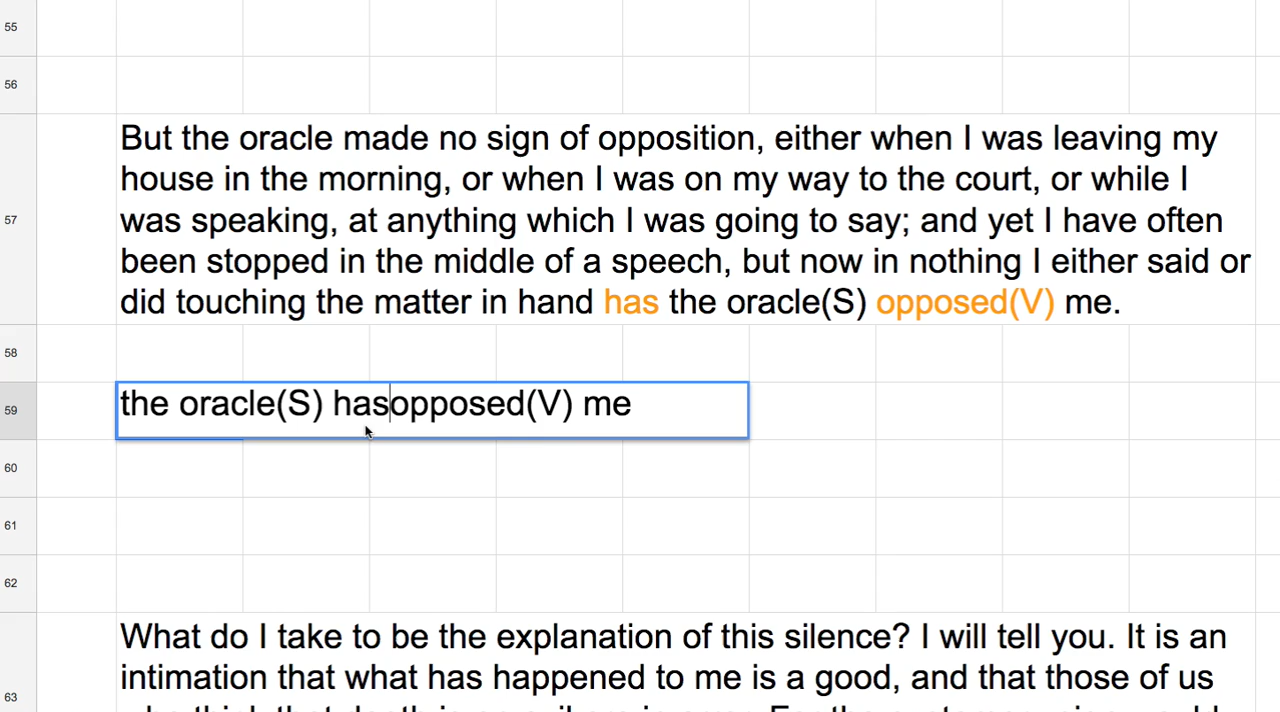 55
56
57
But the oracle made no sign of opposition, either when I was leaving my
house in the morning, or when I was on my way to the court, or while I
was speaking, at anything which I was going to say; and yet I have often
been stopped in the middle of a speech, but now in nothing I either said or
did touching the matter in hand has the oracle(S) opposed(V) me.
58
59
the oracle(S) hasopposed(V) me
60
61
62
63
What do I take to be the explanation of this silence? I will tell you. It is an
intimation that what has happened to me is a good, and that those of us